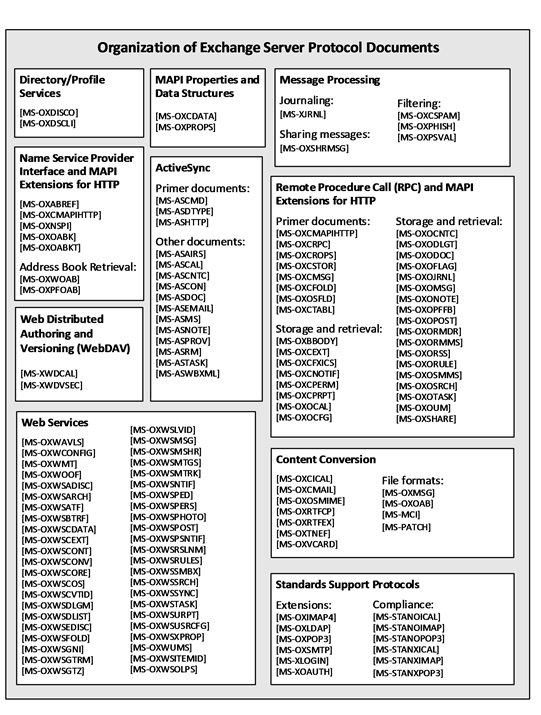 Organization of Exchange Server Protocol Documents
Directory/Profile
Services
[MS-OXDISCO]
[MS-OXDSCLI]
MAPI Properties and
Data Structures
[MS-OXCDATA]
[MS-OXPROPS]
Message Processing
Journaling:
[MS-XJRNL]
Sharing messages:
[MS-OXSHRMSG]
Filtering:
[MS-OXCSPAM]
[MS-OXPHISH]
[MS-OXPSVAL]
Name Service Provider
Interface and MAPI
Extensions for HTTP
[MS-OXABREF]
[MS-OXCMAPIHTTP]
[MS-OXNSPI]
[MS-OXOABK]
[MS-OXOABKT]
Address Book Retrieval:
[MS-OXWOAB]
[MS-OXPFOAB]
ActiveSync
Primer documents:
[MS-ASCMD]
[MS-ASDTYPE]
[MS-ASHTTP]
Other documents:
[MS-ASAIRS]
[MS-ASCAL]
[MS-ASCNTC]
[MS-ASCON]
[MS-ASDOC]
[MS-ASEMAIL]
[MS-ASMS]
[MS-ASNOTE]
[MS-ASPROV]
[MS-ASRM]
[MS-ASTASK]
[MS-ASWBXML]
Remote Procedure Call (RPC) and MAPI
Extensions for HTTP
Primer documents:
[MS-OXCMAPIHTTP]
[MS-OXCRPC]
[MS-OXCROPS]
[MS-OXCSTOR]
[MS-OXCMSG]
[MS-OXCFOLD]
[MS-OXOSFLD]
[MS-OXCTABL]
Storage and retrieval:
[MS-OXBBODY]
[MS-OXCEXT]
[MS-OXCFXICS]
[MS-OXCNOTIF]
[MS-OXCPERM]
[MS-OXCPRPT]
[MS-OXOCAL]
[MS-OXOCFG]
Storage and retrieval:
[MS-OXOCNTC]
[MS-OXODLGT]
[MS-OXODOC]
[MS-OXOFLAG]
[MS-OXOJRNL]
[MS-OXOMSG]
[MS-OXONOTE]
[MS-OXOPFFB]
[MS-OXOPOST]
[MS-OXORMDR]
[MS-OXORMMS]
[MS-OXORSS]
[MS-OXORULE]
[MS-OXOSMMS]
[MS-OXOSRCH]
[MS-OXOTASK]
[MS-OXOUM]
[MS-OXSHARE]
Web Distributed
Authoring and
Versioning (WebDAV)
[MS-XWDCAL]
[MS-XWDVSEC]
Web Services
[MS-OXWAVLS]
[MS-OXWCONFIG]
[MS-OXWMT]
[MS-OXWOOF]
[MS-OXWSADISC]
[MS-OXWSARCH]
[MS-OXWSATF]
[MS-OXWSBTRF]
[MS-OXWSCDATA]
[MS-OXWSCEXT]
[MS-OXWSCONT]
[MS-OXWSCONV]
[MS-OXWSCORE]
[MS-OXWSCOS]
[MS-OXWSCVTID]
[MS-OXWSDLGM]
[MS-OXWSDLIST]
[MS-OXWSEDISC]
[MS-OXWSFOLD]
[MS-OXWSGNI]
[MS-OXWSGTRM]
[MS-OXWSGTZ]
[MS-OXWSLVID]
[MS-OXWSMSG]
[MS-OXWSMSHR]
[MS-OXWSMTGS]
[MS-OXWSMTRK]
[MS-OXWSNTIF]
[MS-OXWSPED]
[MS-OXWSPERS]
[MS-OXWSPHOTO]
[MS-OXWSPOST]
[MS-OXWSPSNTIF]
[MS-OXWSRSLNM]
[MS-OXWSRULES]
[MS-OXWSSMBX]
[MS-OXWSSRCH]
[MS-OXWSSYNC]
[MS-OXWSTASK]
[MS-OXWSURPT]
[MS-OXWSUSRCFG]
[MS-OXWSXPROP]
[MS-OXWUMS]
[MS-OXWSITEMID]
[MS-OXWSOLPS]
Content Conversion
[MS-OXCICAL]
[MS-OXCMAIL]
[MS-OXOSMIME]
[MS-OXRTFCP]
[MS-OXRTFEX]
[MS-OXTNEF]
[MS-OXVCARD]
File formats:
[MS-OXMSG]
[MS-OXOAB]
[MS-MCI]
[MS-PATCH]
Standards Support Protocols
Extensions:
[MS-OXIMAP4]
[MS-OXLDAP]
[MS-OXPOP3]
[MS-OXSMTP]
[MS-XLOGIN]
[MS-XOAUTH]
Compliance:
[MS-STANOICAL]
[MS-STANOIMAP]
[MS-STANOPOP3]
[MS-STANXICAL]
[MS-STANXIMAP]
[MS-STANXPOP3]